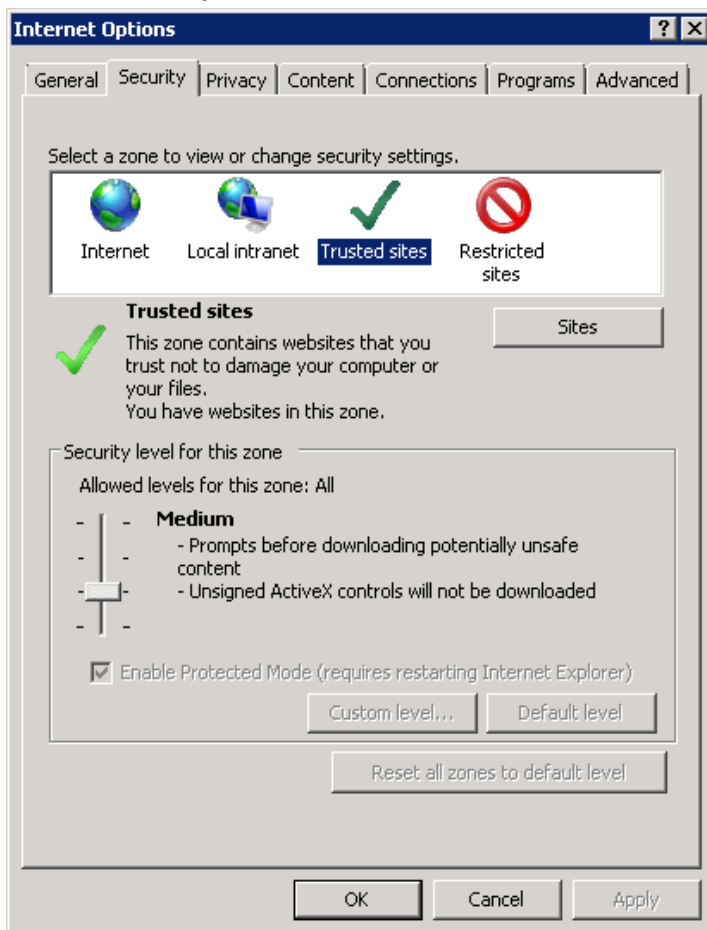 Internet Options
General Security Privacy Content Connections Programs Advanced
Select a zone to view or change security settings.
Internet Local intranet Trusted sites Restricted
sites
Trusted sites
Sites
This zone contains websites that you
trust not to damage your computer or
your files.
You have websites in this zone.
Security level for this zone
Allowed levels for this zone: All
Medium
- Prompts before downloading potentially unsafe
content
- Unsigned ActiveX controls will not be downloaded
Enable Protected Mode (requires restarting Internet Explorer)
Custom level... Default level
Reset all zones to default level
OK Cancel Apply